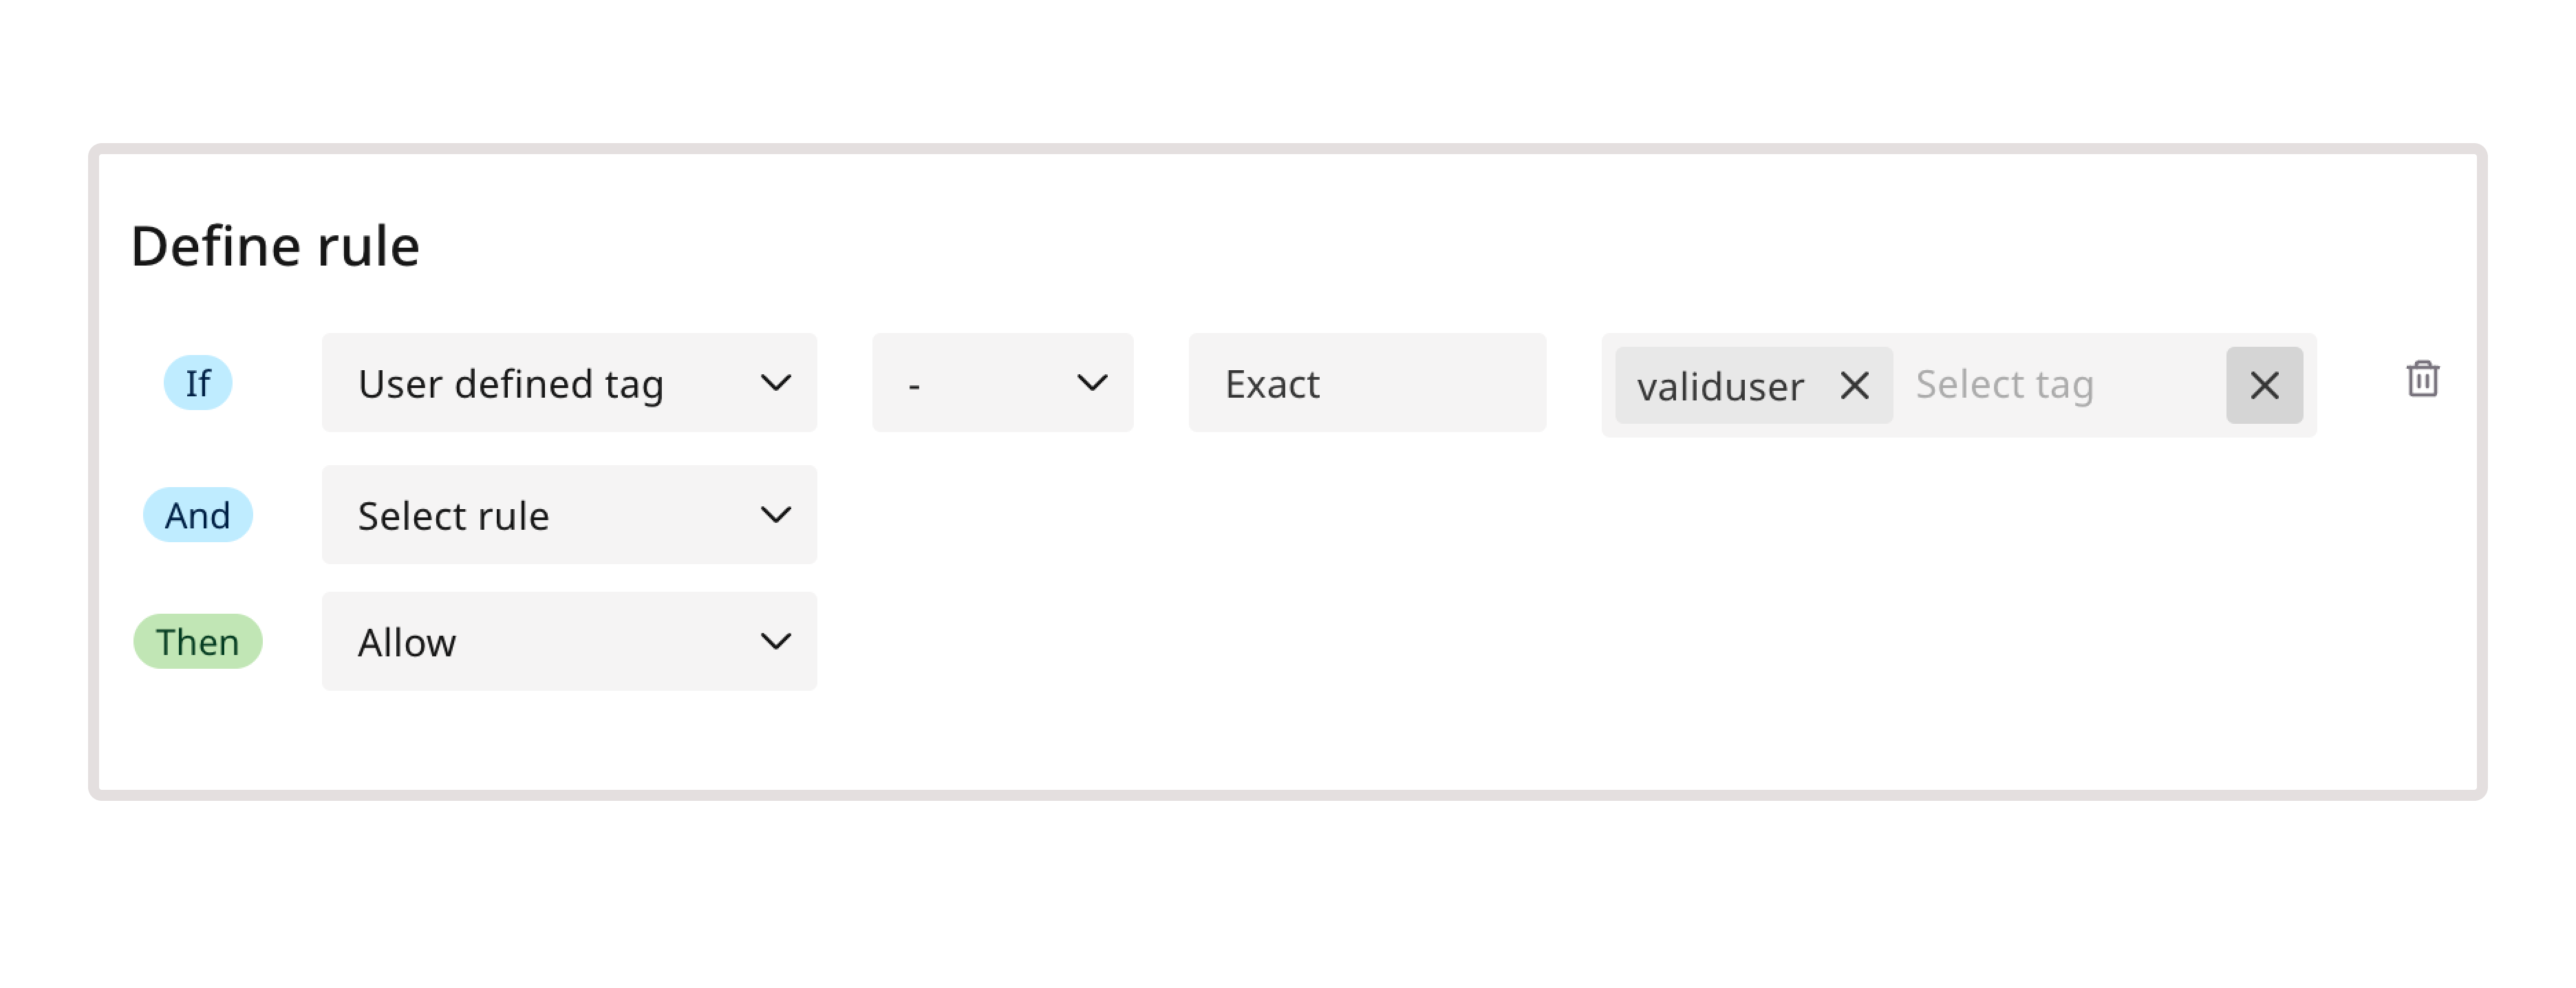 Define rule
If User defined tag - Exact validuser Select tag
And Select rule
Then Allow